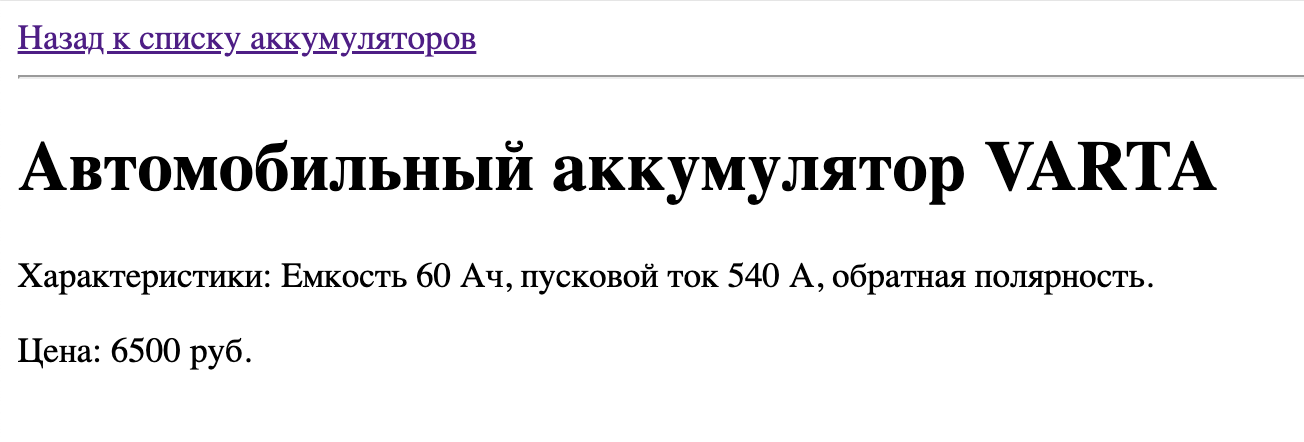 Назад к списку аккумуляторов
Автомобильный аккумулятор VARTA
Характеристики: Емкость 60 Ач, пусковой ток 540 А, обратная полярность.
Цена: 6500 руб.